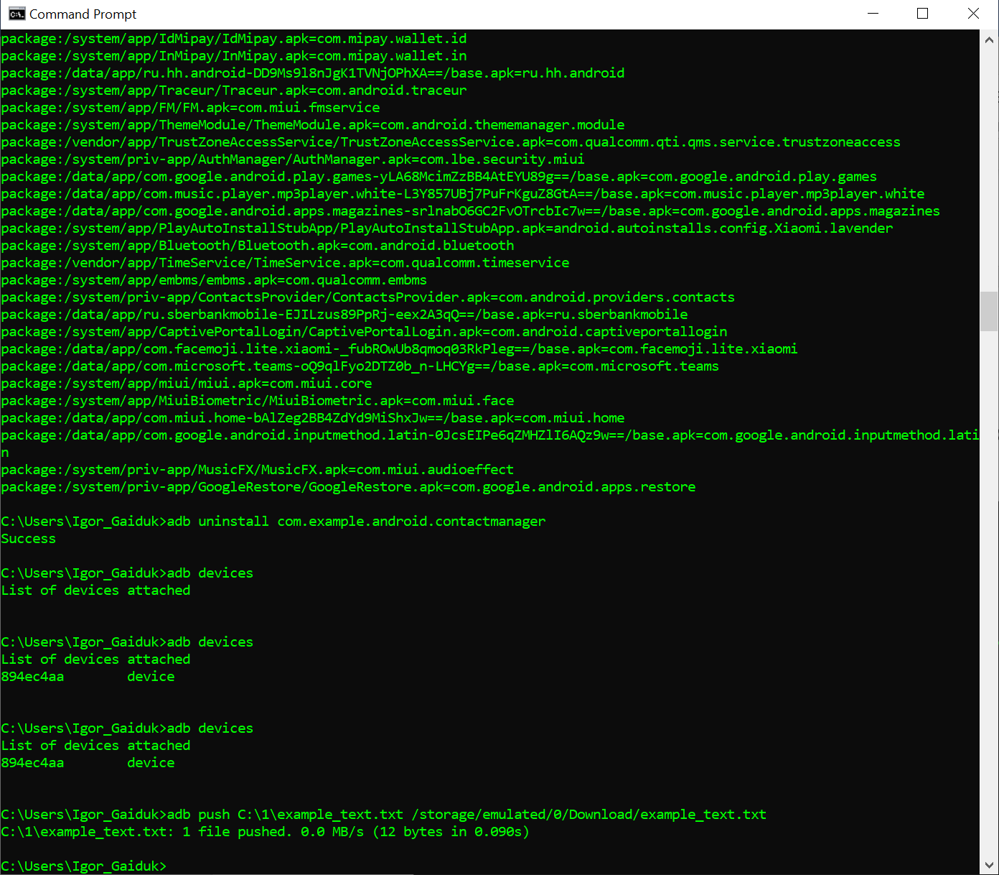 Command Prompt
package:/system/app/IdMipay/IdMipay.apk=com.mipay.wallet.id
package:/system/app/InMipay/InMipay.apk=com.mipay.wallet.in
package:/data/app/ru.hh.android-DD9Ms9l8nJgK1TVNjOPhXA==/base.apk=ru.hh.android
package:/system/app/Traceur/Traceur.apk=com.android.traceur
package:/system/app/FM/FM.apk=com.miui.fmservice
package:/system/app/ThemeModule/ThemeModule.apk=com.android.thememanager.module
package:/vendor/app/TrustZoneAccessService/TrustZoneAccessService.apk=com.qualcomm.qti.qms.service.trustzoneaccess
package:/system/priv-app/AuthManager/AuthManager.apk=com.lbe.security.miui
package:/data/app/com.google.android.play.games-yLA68McimZzBB4AtEYU89g==/base.apk=com.google.android.play.games
package:/data/app/com.music.player.mp3player.white-L3Y857UBj7PuFrKguZ8GtA==/base.apk=com.music.player.mp3player.white
package:/data/app/com.google.android.apps.magazines-srlnabO6GC2FvOTrcbIc7w==/base.apk=com.google.android.apps.magazines
package:/system/app/PlayAutoInstallStubApp/PlayAutoInstallStubApp.apk=android.autoinstalls.config.Xiaomi.lavender
package:/system/app/Bluetooth/Bluetooth.apk=com.android.bluetooth
package:/vendor/app/TimeService/TimeService.apk=com.qualcomm.timeservice
package:/system/app/embms/embms.apk=com.qualcomm.embms
package:/system/priv-app/ContactsProvider/ContactsProvider.apk=com.android.providers.contacts
package:/data/app/ru.sberbankmobile-EJILzus89PpRj-eex2A3qQ==/base.apk=ru.sberbankmobile
package:/system/app/CaptivePortalLogin/CaptivePortalLogin.apk=com.android.captiveportallogin
package:/data/app/com.facemoji.lite.xiaomi-_fubROwUb8qmoq03RkPleg==/base.apk=com.facemoji.lite.xiaomi
package:/data/app/com.microsoft.teams-oQ9qlFyo2DTZ0b_n-LHCYg==/base.apk=com.microsoft.teams
package:/system/app/miui/miui.apk=com.miui.core
package:/system/app/MiuiBiometric/MiuiBiometric.apk=com.miui.face
package:/data/app/com.miui.home-bAlZeg2BB4ZdYd9MiShxJw==/base.apk=com.miui.home
package:/data/app/com.google.android.inputmethod.latin-0JcsEIPe6qZMHZlI6AQz9w==/base.apk=com.google.android.inputmethod.lati
n
package:/system/priv-app/MusicFX/MusicFX.apk=com.miui.audioeffect
package:/system/priv-app/GoogleRestore/GoogleRestore.apk=com.google.android.apps.restore
C:\Users\Igor_Gaiduk>adb uninstall com.example.android.contactmanager
Success
C:\Users\Igor_Gaiduk>adb devices
List of devices attached
C:\Users\Igor_Gaiduk>adb devices
List of devices attached
894ec4aa        device
C:\Users\Igor_Gaiduk>adb devices
List of devices attached
894ec4aa        device
C:\Users\Igor_Gaiduk>adb push C:\1\example_text.txt /storage/emulated/0/Download/example_text.txt
C:\1\example_text.txt: 1 file pushed. 0.0 MB/s (12 bytes in 0.090s)
C:\Users\Igor_Gaiduk>